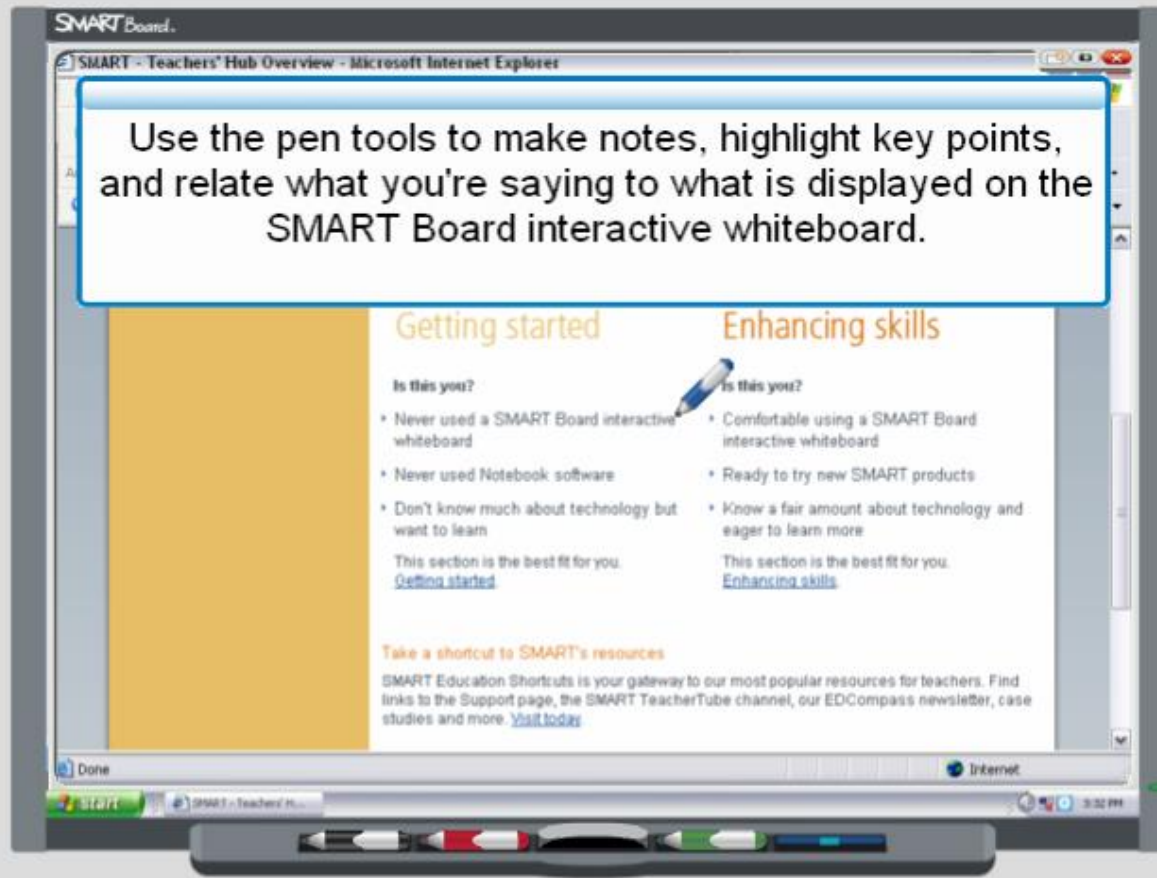 SMART Board.
SMART - Teachers' Hub Overview - Microsoft Internet Explorer
Use the pen tools to make notes, highlight key points,
and relate what you're saying to what is displayed on the
SMART Board interactive whiteboard.
Getting started
Is this you?
Never used a SMART Board interactive
whiteboard
Never used Notebook software
Don't know much about technology but
want to learn
This section is the best fit for you.
Getting started.
Enhancing skills
Is this you?
Comfortable using a SMART Board
interactive whiteboard
Ready to try new SMART products
Know a fair amount about technology and
eager to learn more
This section is the best fit for you.
Enhancing skills.
Take a shortcut to SMART's resources
SMART Education Shortcuts is your gateway to our most popular resources for teachers. Find
links to the Support page, the SMART TeacherTube channel, our EDCompass newsletter, case
studies and more. Visit today.
Done
Internet
start
SMART - Teachers' H...
3:32 PM